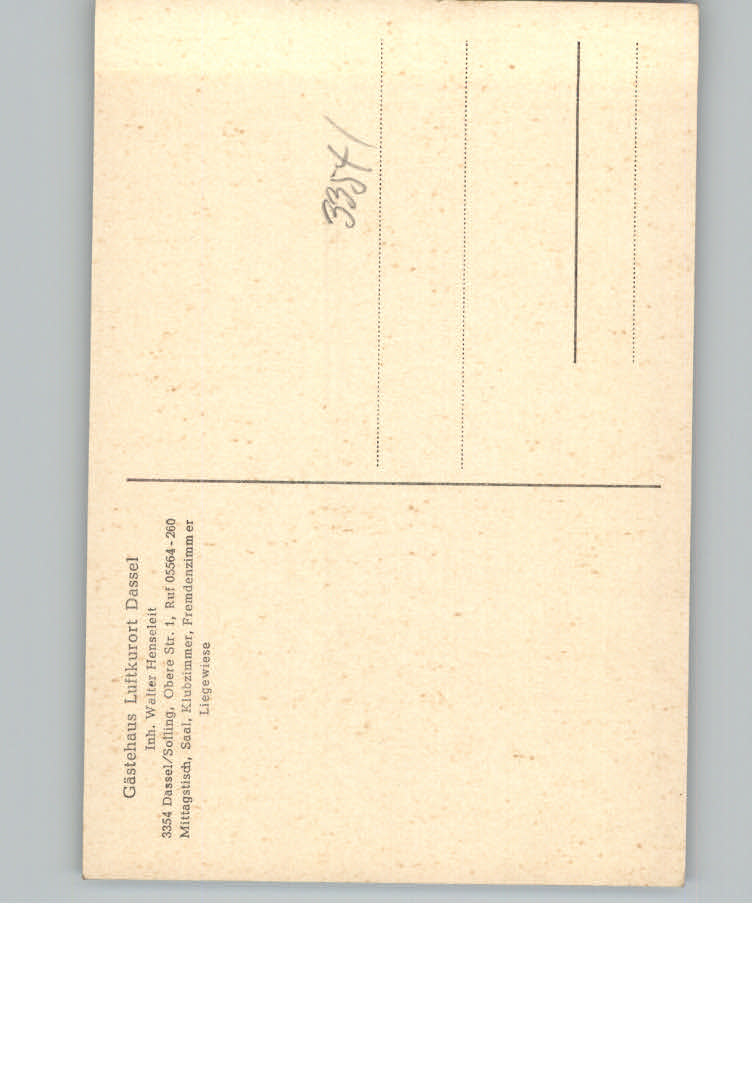 Gästehaus Luftkurort Dassel
Inh. Walter Henseleit
3354 Dassel/Solling, Obere Str. 1, Ruf 05564-260
Mittagstisch, Saal, Klubzimmer, Fremdenzimmer
Liegewiese
3354/